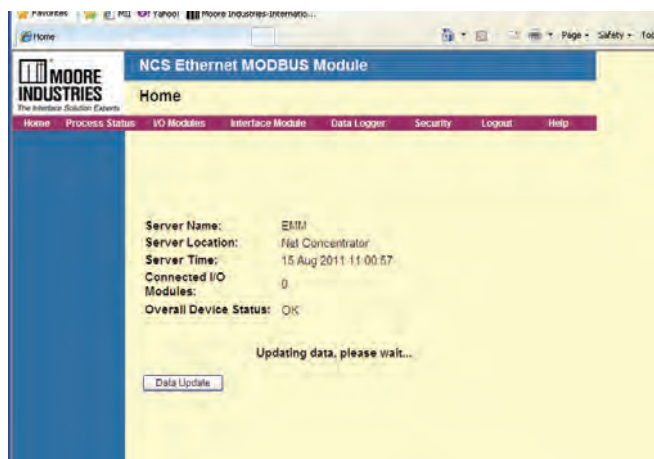 Favorites MII Yahoo! Moore Industries-Internatio...
Home Page Safety
MOORE
INDUSTRIES
The Interface Solution Experts
NCS Ethernet MODBUS Module
Home
Home Process Status I/O Modules Interface Module Data Logger Security Logout Help
Server Name: EMM
Server Location: Net Concentrator
Server Time: 15 Aug 2011 11:00:57
Connected I/O
Modules: 0
Overall Device Status: OK
Updating data, please wait...
Data Update